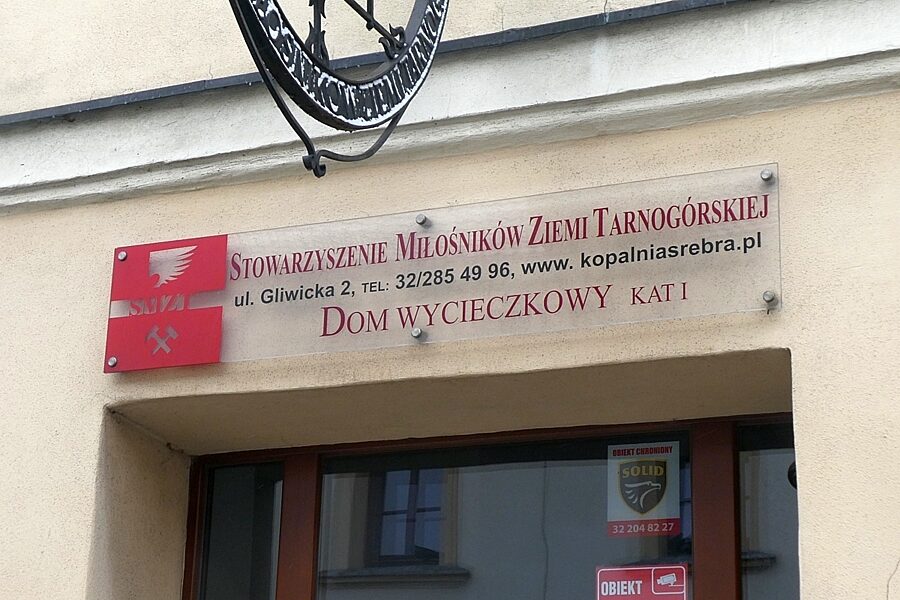 STOWARZYSZENIE MIŁOŚNIKÓW ZIEMI TARNOGÓRSKIEJ
ul. Gliwicka 2, TEL: 32/285 49 96, www. kopalniasrebra.pl
DOM WYCIECZKOWY KAT I
SMZT
OBIEKT CHRONIONY
SOLID
32 204 82 27
OBIEKT